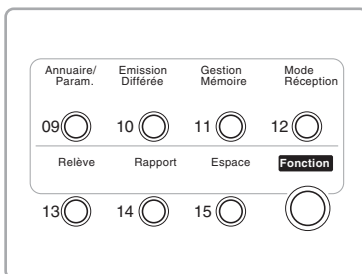 Annuaire/ Emission Gestion Mode
Param. Différée Mémoire Réception
09 10 11 12
Relève Rapport Espace Fonction
13 14 15